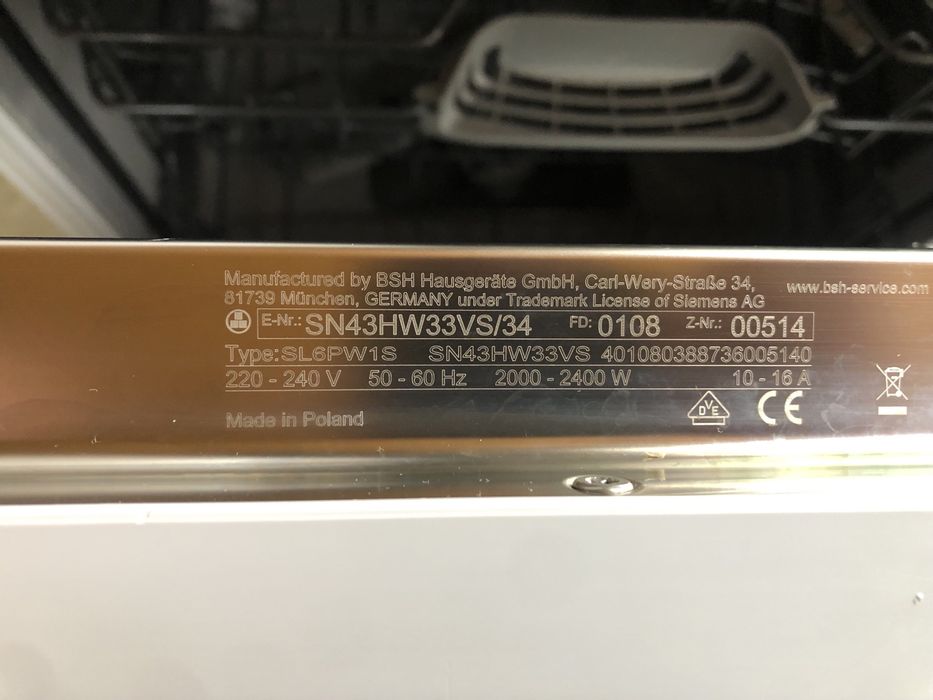 Manufactured by BSH Hausgeräte GmbH, Carl-Wery-Straße 34,
81739 München, GERMANY under Trademark License of Siemens AG
www.bsh-service.com
E-Nr.: SN43HW33VS/34 FD: 0108 Z-Nr.: 00514
Type: SL6PW1S SN43HW33VS 401080388736005140
220 - 240 V 50 - 60 Hz 2000 - 2400 W 10 - 16 A
Made in Poland
DVE CE